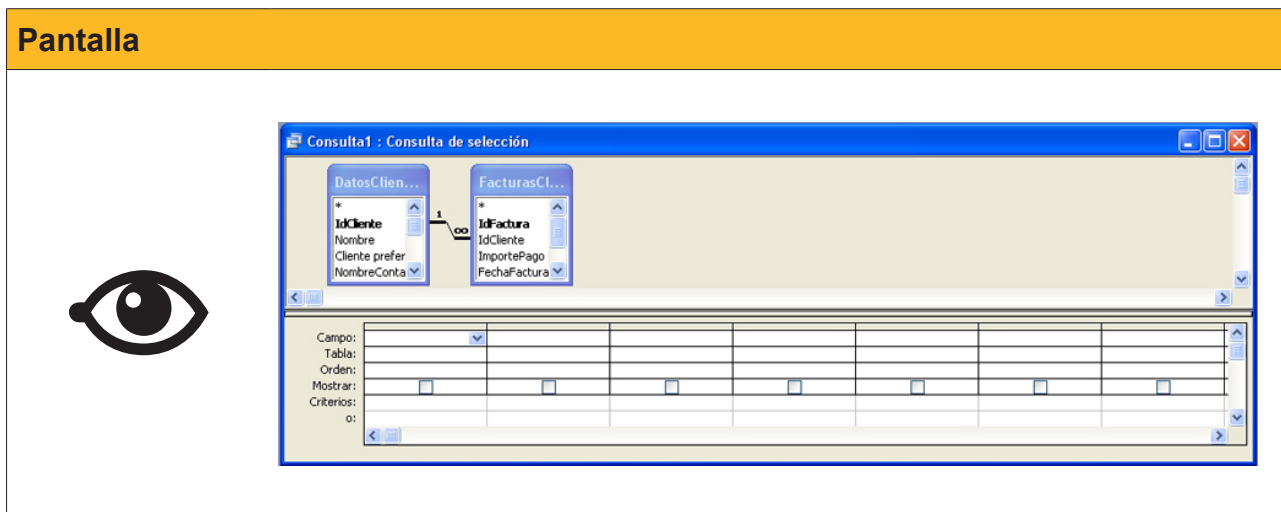 Pantalla
Consulta1 : Consulta de selección
DatosClien...
*
IdCliente
Nombre
Cliente prefer
NombreConta
1
∞
FacturasCl...
*
IdFactura
IdCliente
ImportePago
FechaFactura
Campo:
Tabla:
Orden:
Mostrar:
Criterios:
o: